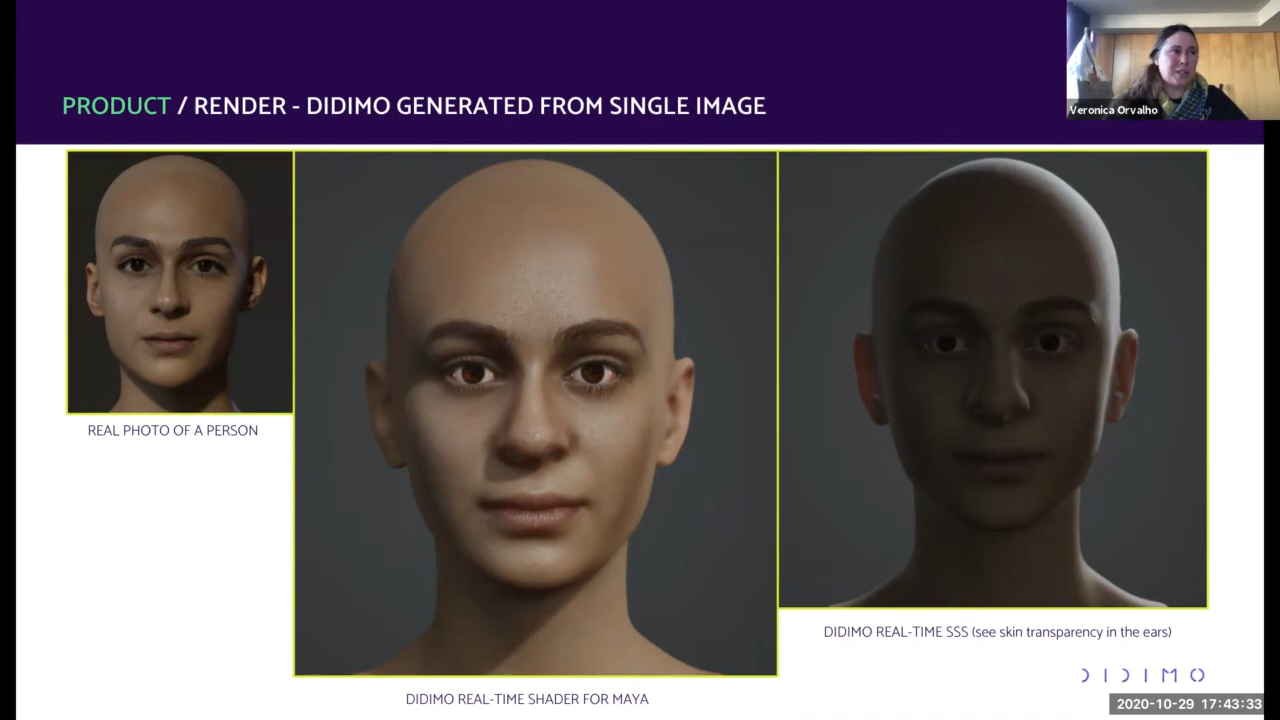 Veronica Orvalho
PRODUCT / RENDER - DIDIMO GENERATED FROM SINGLE IMAGE
REAL PHOTO OF A PERSON
DIDIMO REAL-TIME SSS (see skin transparency in the ears)
DIDIMO REAL-TIME SHADER FOR MAYA
DIDIMO
2020-10-29 17:43:33